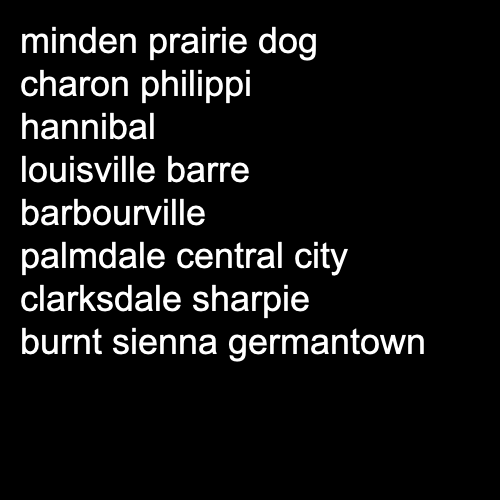 minden prairie dog
charon philippi
hannibal
louisville barre
barbourville
palmdale central city
clarksdale sharpie
burnt sienna germantown